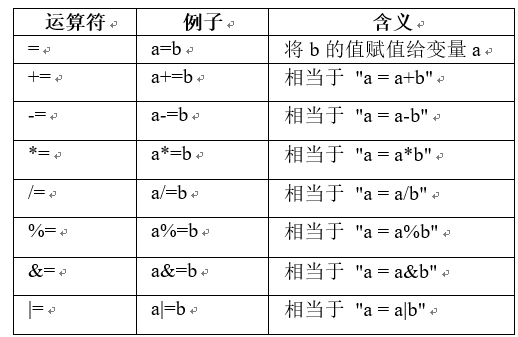 运算符 例子 含义
= a=b 将 b 的值赋值给变量 a
+= a+=b 相当于 "a = a+b"
-= a-=b 相当于 "a = a-b"
*= a*=b 相当于 "a = a*b"
/= a/=b 相当于 "a = a/b"
%= a%=b 相当于 "a = a%b"
&= a&=b 相当于 "a = a&b"
|= a|=b 相当于 "a = a|b"